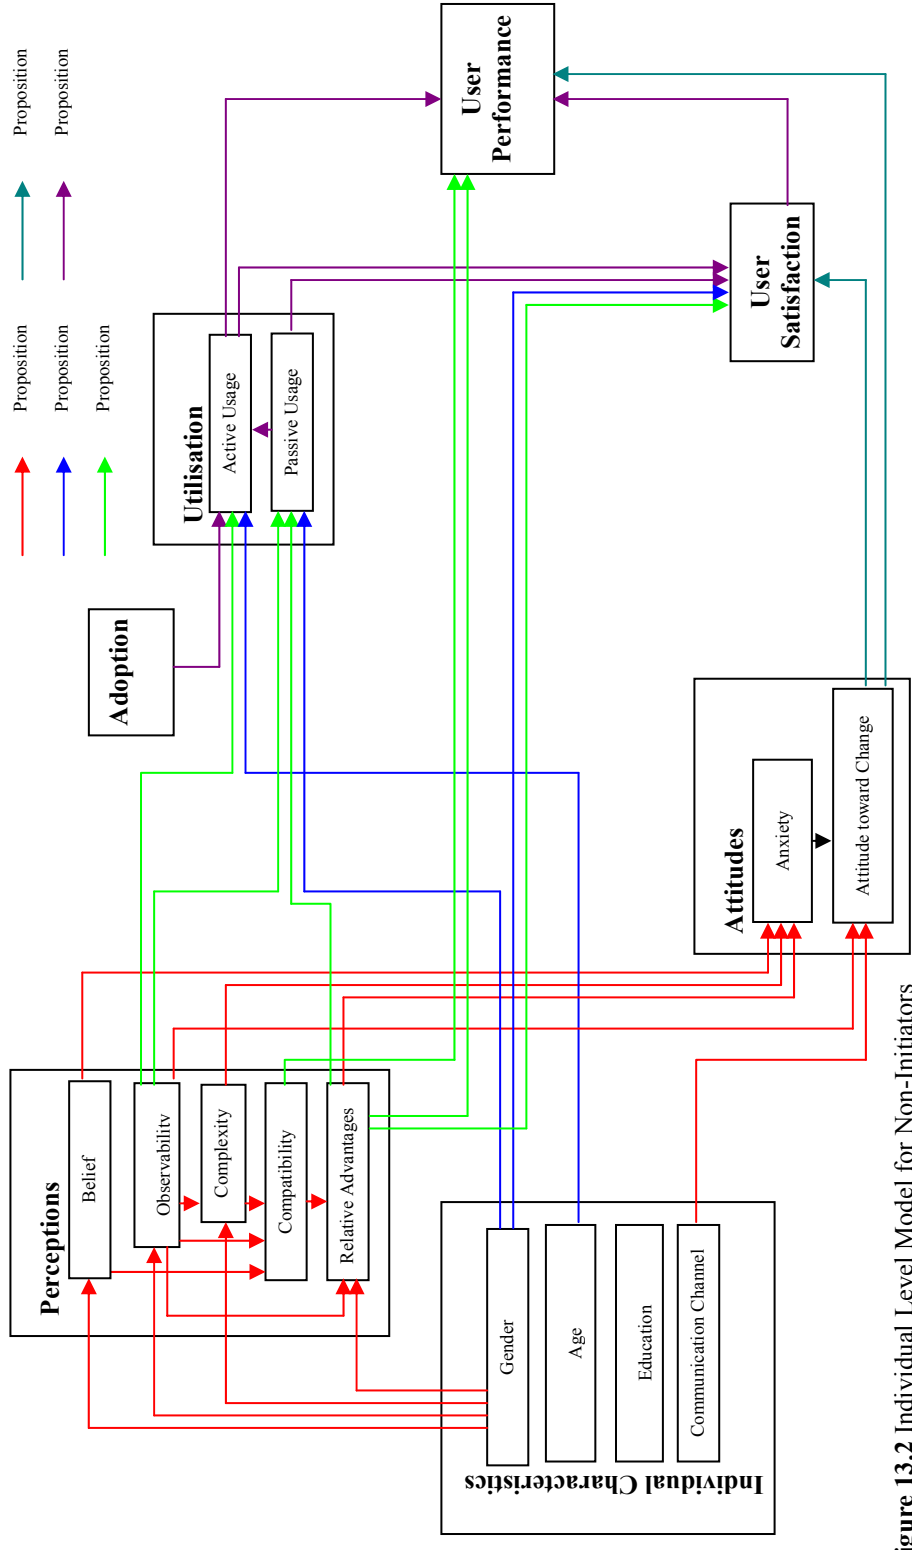 Proposition
Proposition
Proposition
Proposition
Proposition
Perceptions
Belief
Observability
Complexity
Compatibility
Relative Advantages
Adoption
Utilisation
Active Usage
Passive Usage
User
Performance
User
Satisfaction
Individual Characteristics
Gender
Age
Education
Communication Channel
Attitudes
Anxiety
Attitude toward Change
igure 13.2 Individual Level Model for Non-Initiators